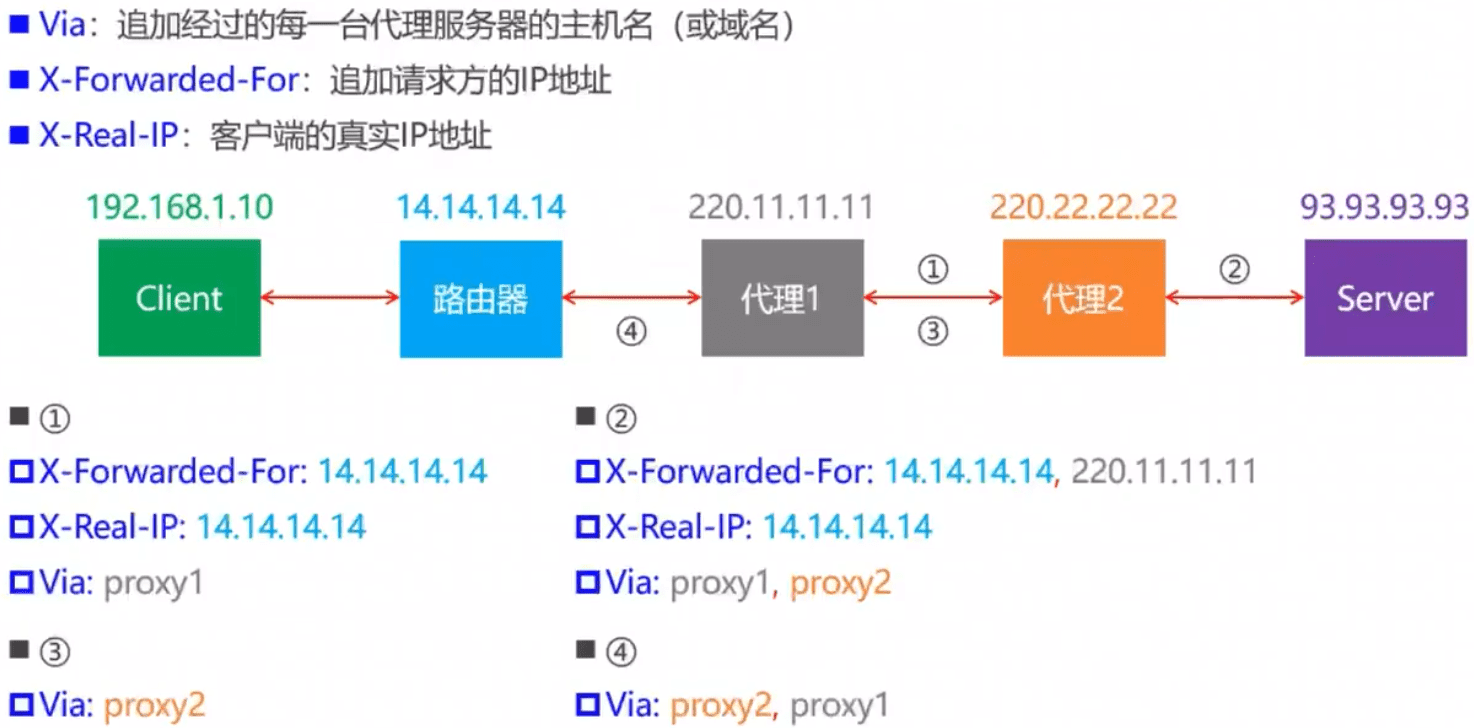 Via：追加经过的每一台代理服务器的主机名（或域名）
X-Forwarded-For：追加请求方的IP地址
X-Real-IP：客户端的真实IP地址
192.168.1.10 14.14.14.14 220.11.11.11 220.22.22.22 93.93.93.93
① ②
Client 路由器 代理1 代理2 Server
④ ③
① ②
X-Forwarded-For: 14.14.14.14 X-Forwarded-For: 14.14.14.14, 220.11.11.11
X-Real-IP: 14.14.14.14 X-Real-IP: 14.14.14.14
Via: proxy1 Via: proxy1, proxy2
③ ④
Via: proxy2 Via: proxy2, proxy1